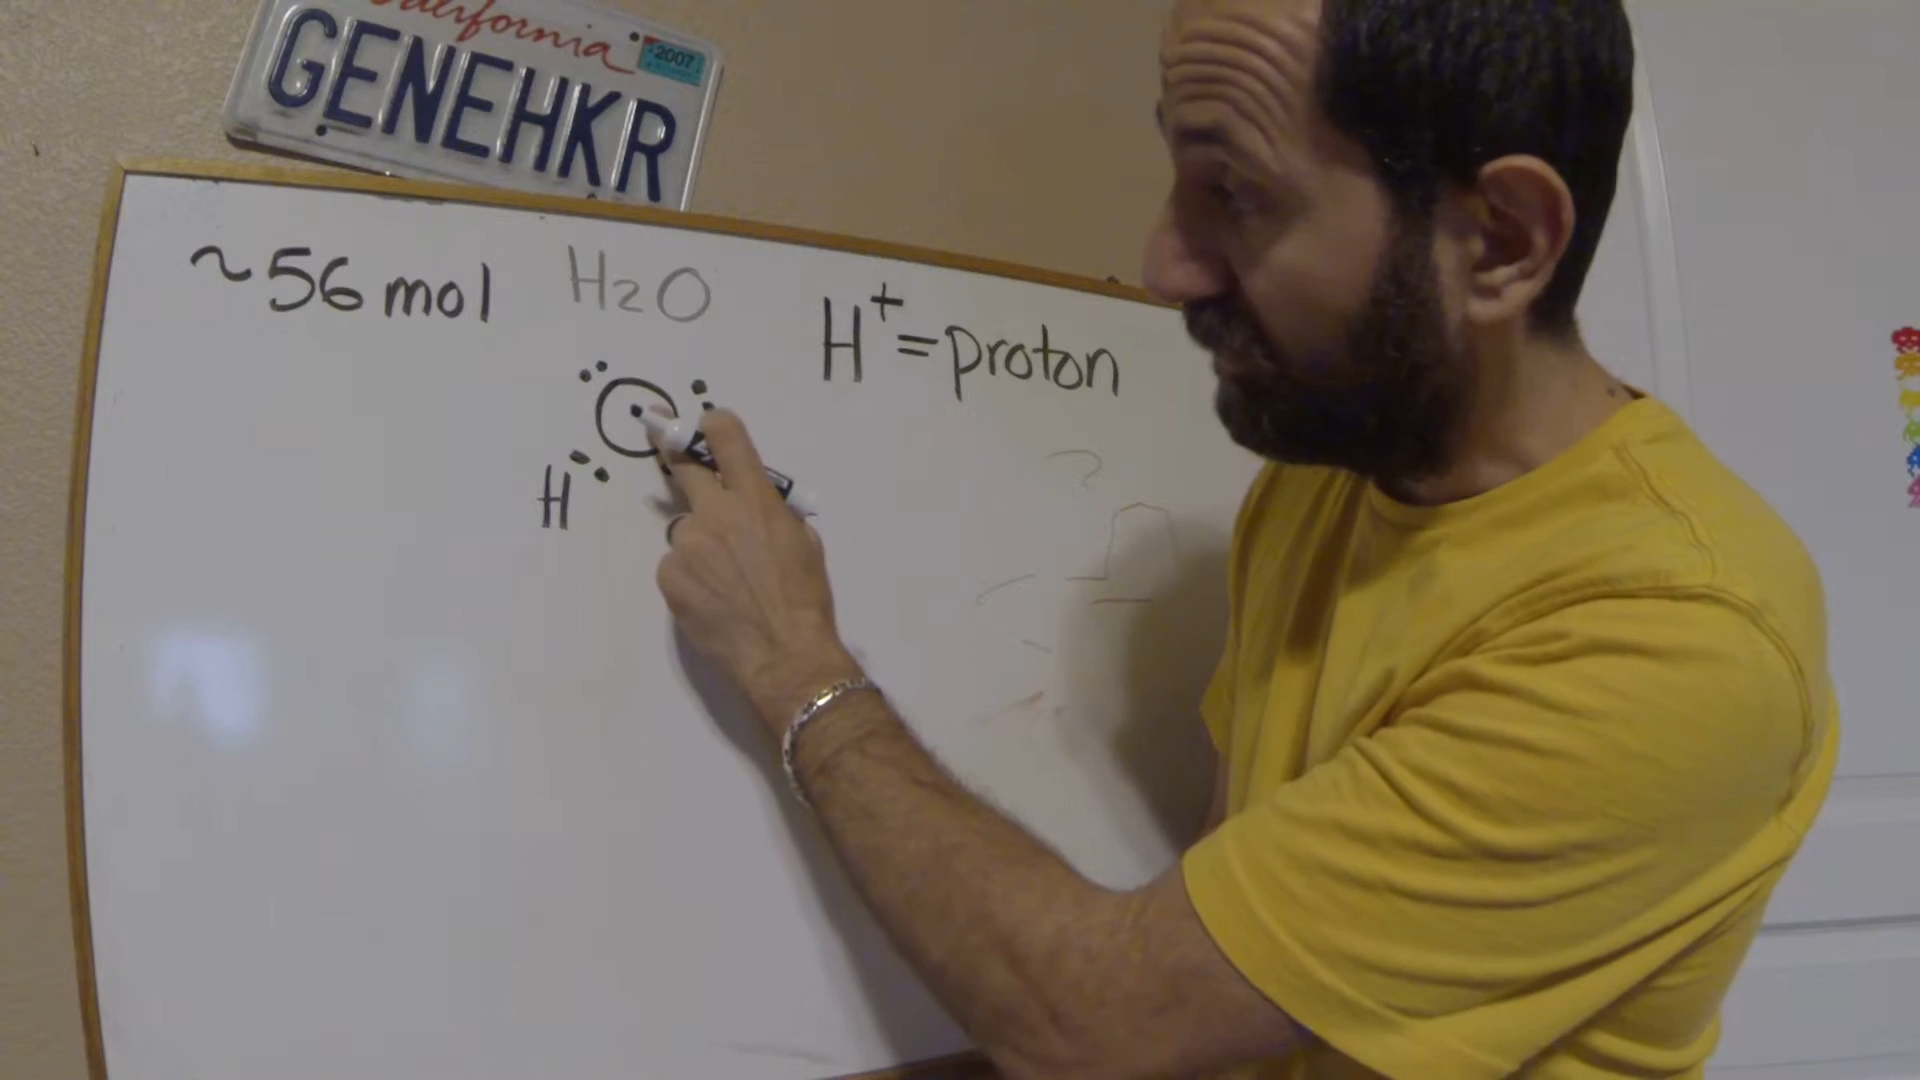 California
2007
GENEHKR
~56 mol H2O
H+ = proton
O
H